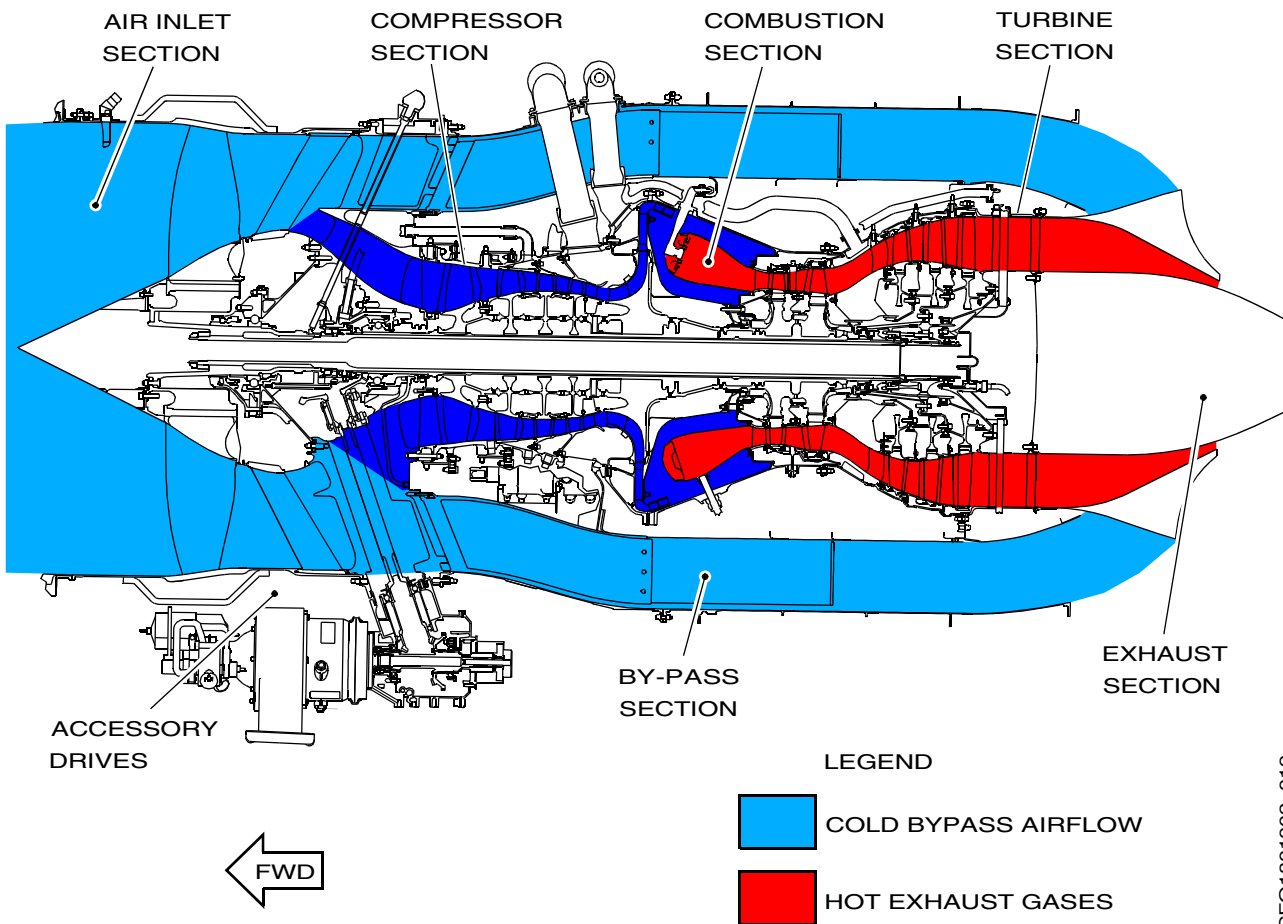 AIR INLET
SECTION
COMPRESSOR
SECTION
COMBUSTION
SECTION
TURBINE
SECTION
BY-PASS
SECTION
EXHAUST
SECTION
ACCESSORY
DRIVES
LEGEND
COLD BYPASS AIRFLOW
FWD
HOT EXHAUST GASES